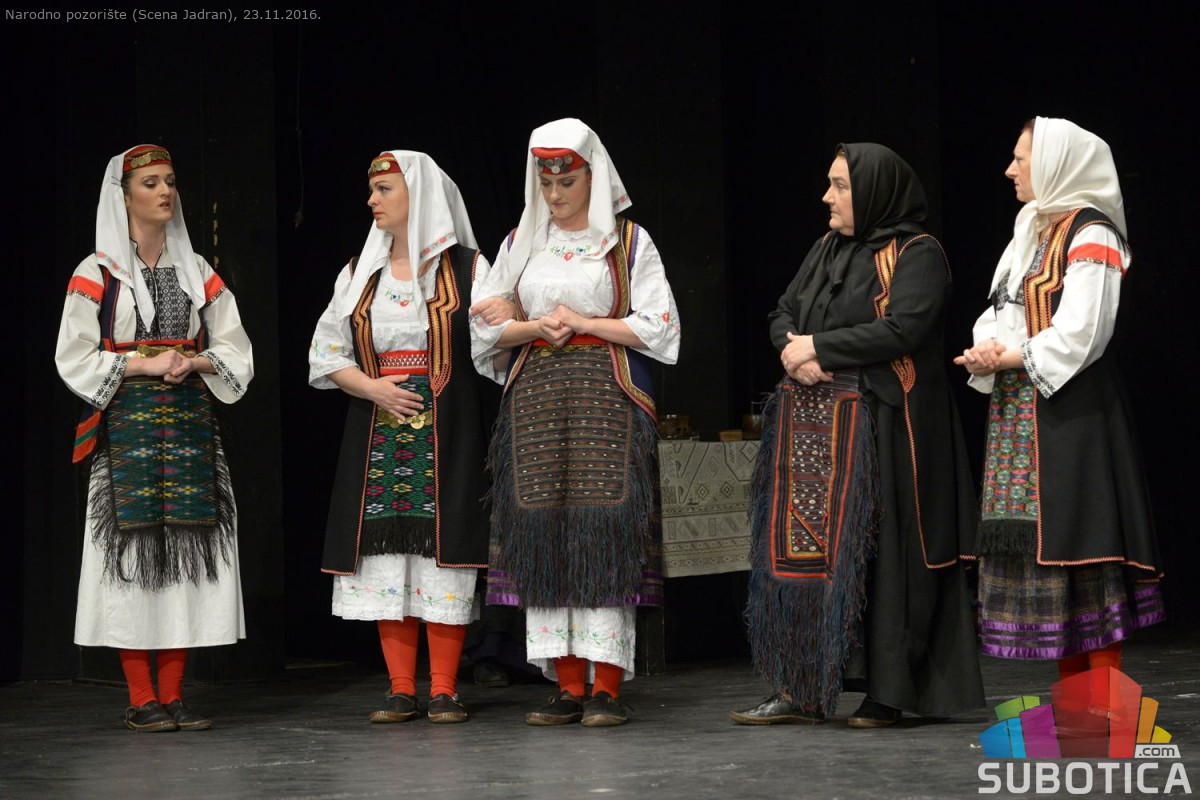 Narodno pozorište (Scena Jadran), 23.11.2016.
.com
SUBOTICA